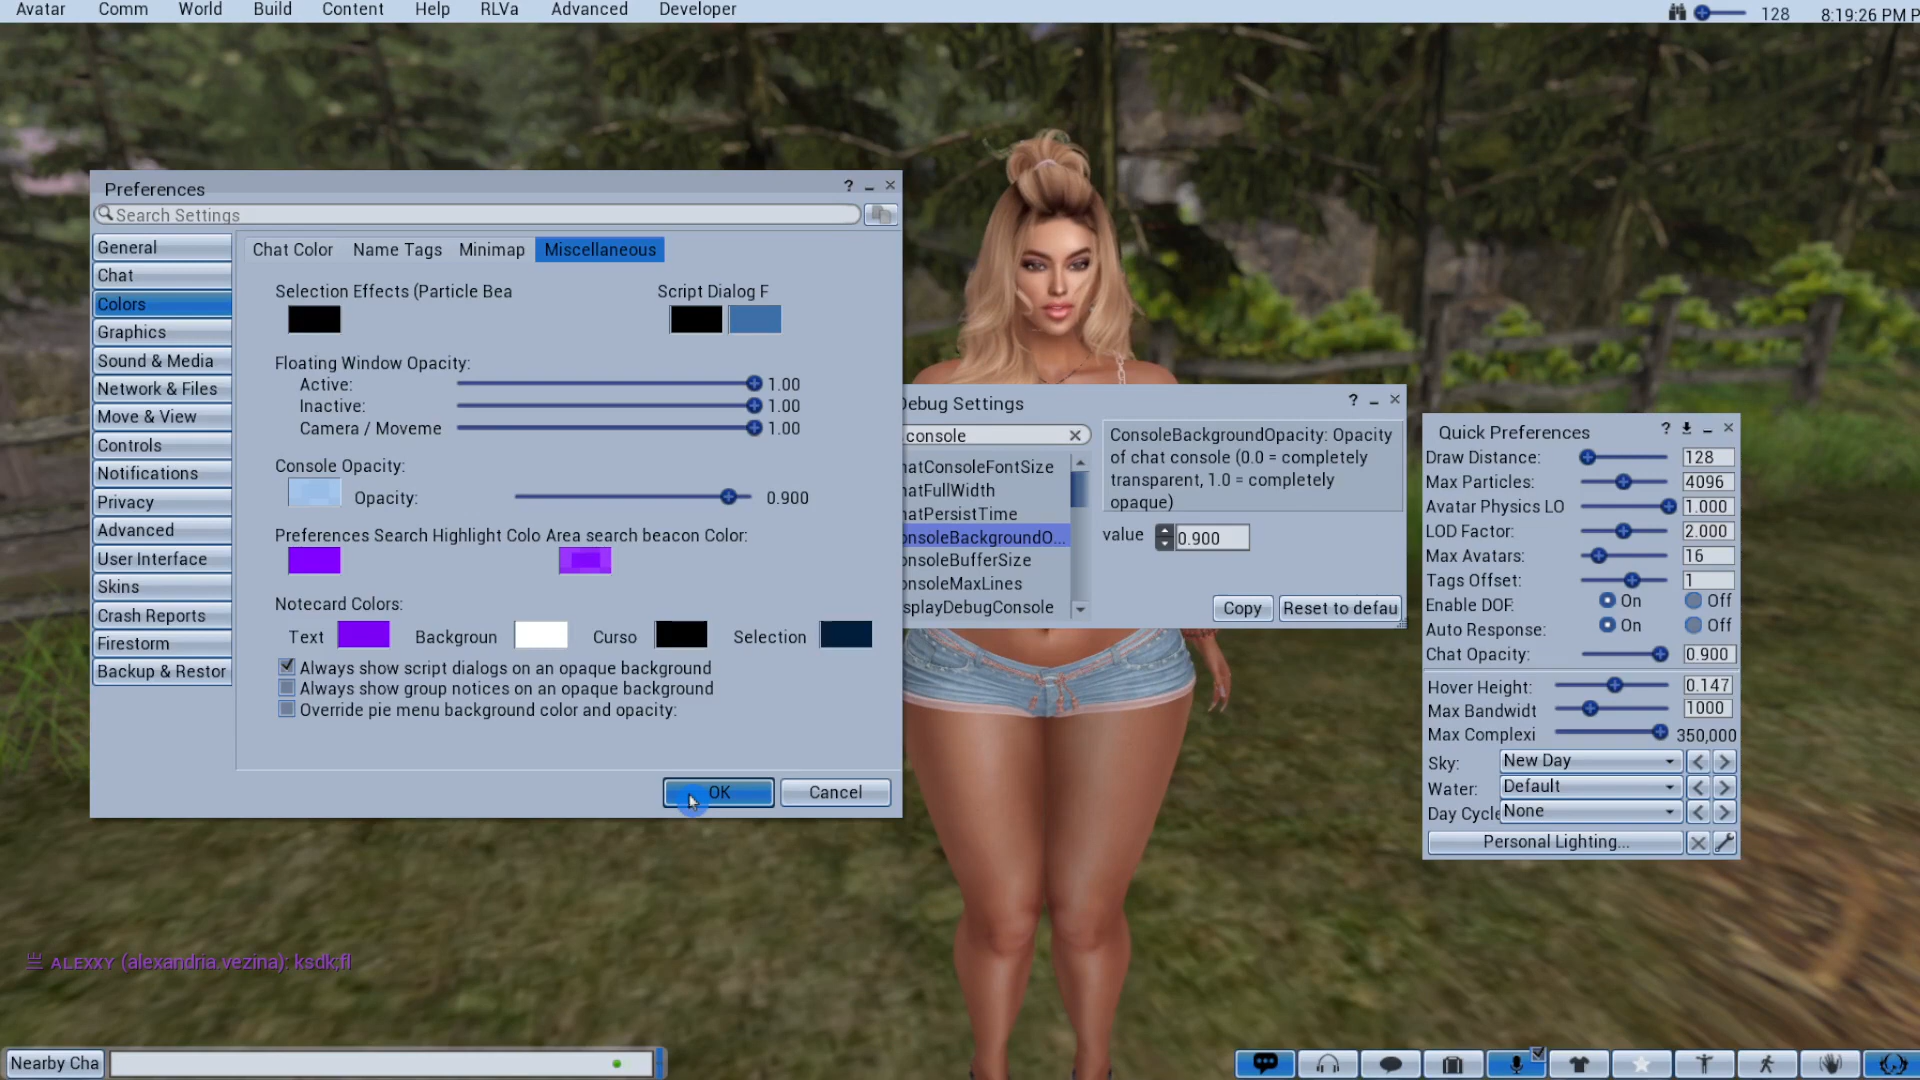 Avatar Comm World Build Content Help RLVa Advanced Developer
128 8:19:26 PM P
Preferences
Search Settings
General
Chat
Colors
Graphics
Sound & Media
Network & Files
Move & View
Controls
Notifications
Privacy
Advanced
User Interface
Skins
Crash Reports
Firestorm
Backup & Restor
Chat Color Name Tags Minimap Miscellaneous
Selection Effects (Particle Bea Script Dialog F
Floating Window Opacity:
Active: 1.00
Inactive: 1.00
Camera / Moveme 1.00
Console Opacity:
Opacity: 0.900
Preferences Search Highlight Colo Area search beacon Color:
Notecard Colors:
Text Backgroun Curso Selection
Always show script dialogs on an opaque background
Always show group notices on an opaque background
Override pie menu background color and opacity:
OK Cancel
Debug Settings
console
hatConsoleFontSize
hatFullWidth
hatPersistTime
onsoleBackgroundO...
onsoleBufferSize
onsoleMaxLines
splayDebugConsole
ConsoleBackgroundOpacity: Opacity
of chat console (0.0 = completely
transparent, 1.0 = completely
opaque)
value 0.900
Copy Reset to defau
Quick Preferences
Draw Distance: 128
Max Particles: 4096
Avatar Physics LO 1.000
LOD Factor: 2.000
Max Avatars: 16
Tags Offset: 1
Enable DOF: On Off
Auto Response: On Off
Chat Opacity: 0.900
Hover Height: 0.147
Max Bandwidt 1000
Max Complexi 350,000
Sky: New Day
Water: Default
Day Cycle None
Personal Lighting...
ALEXXY (alexandria.vezina): ksdk;fl
Nearby Cha